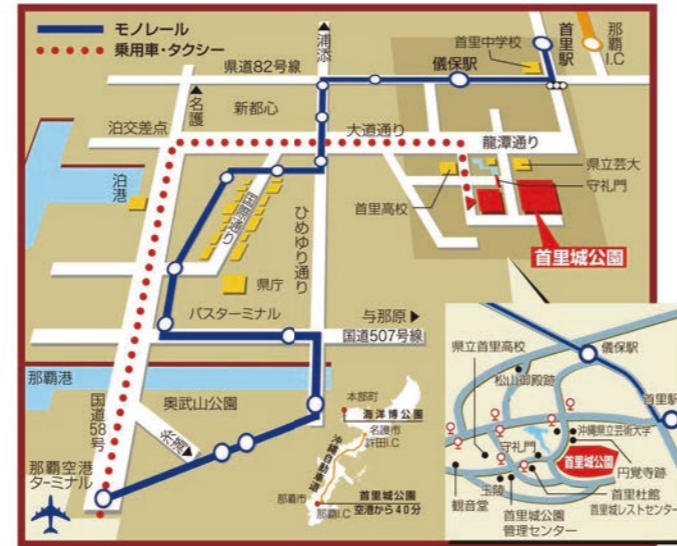 モノレール
乗用車・タクシー
県道82号線
▲名護
新都心
泊交差点
泊港
▲浦添
大道通り
首里中学校
儀保駅
首里駅
那覇I.C
龍潭通り
県立芸大
守礼門
首里高校
首里城公園
国際通り
ひめゆり通り
県庁
バスターミナル
与那原▶
国道507号線
那覇港
奥武山公園
国道58号
糸満▶
那覇空港
ターミナル
本部町
海洋博公園
名護市
許田I.C
沖縄自動車道
首里城公園
空港から40分
那覇市
那覇I.C
儀保駅
県立首里高校
松山御殿跡
首里駅
沖縄県立芸術大学
守礼門
首里城公園
円覚寺跡
観音堂
玉陵
首里杜館
首里城レストセンター
首里城公園
管理センター